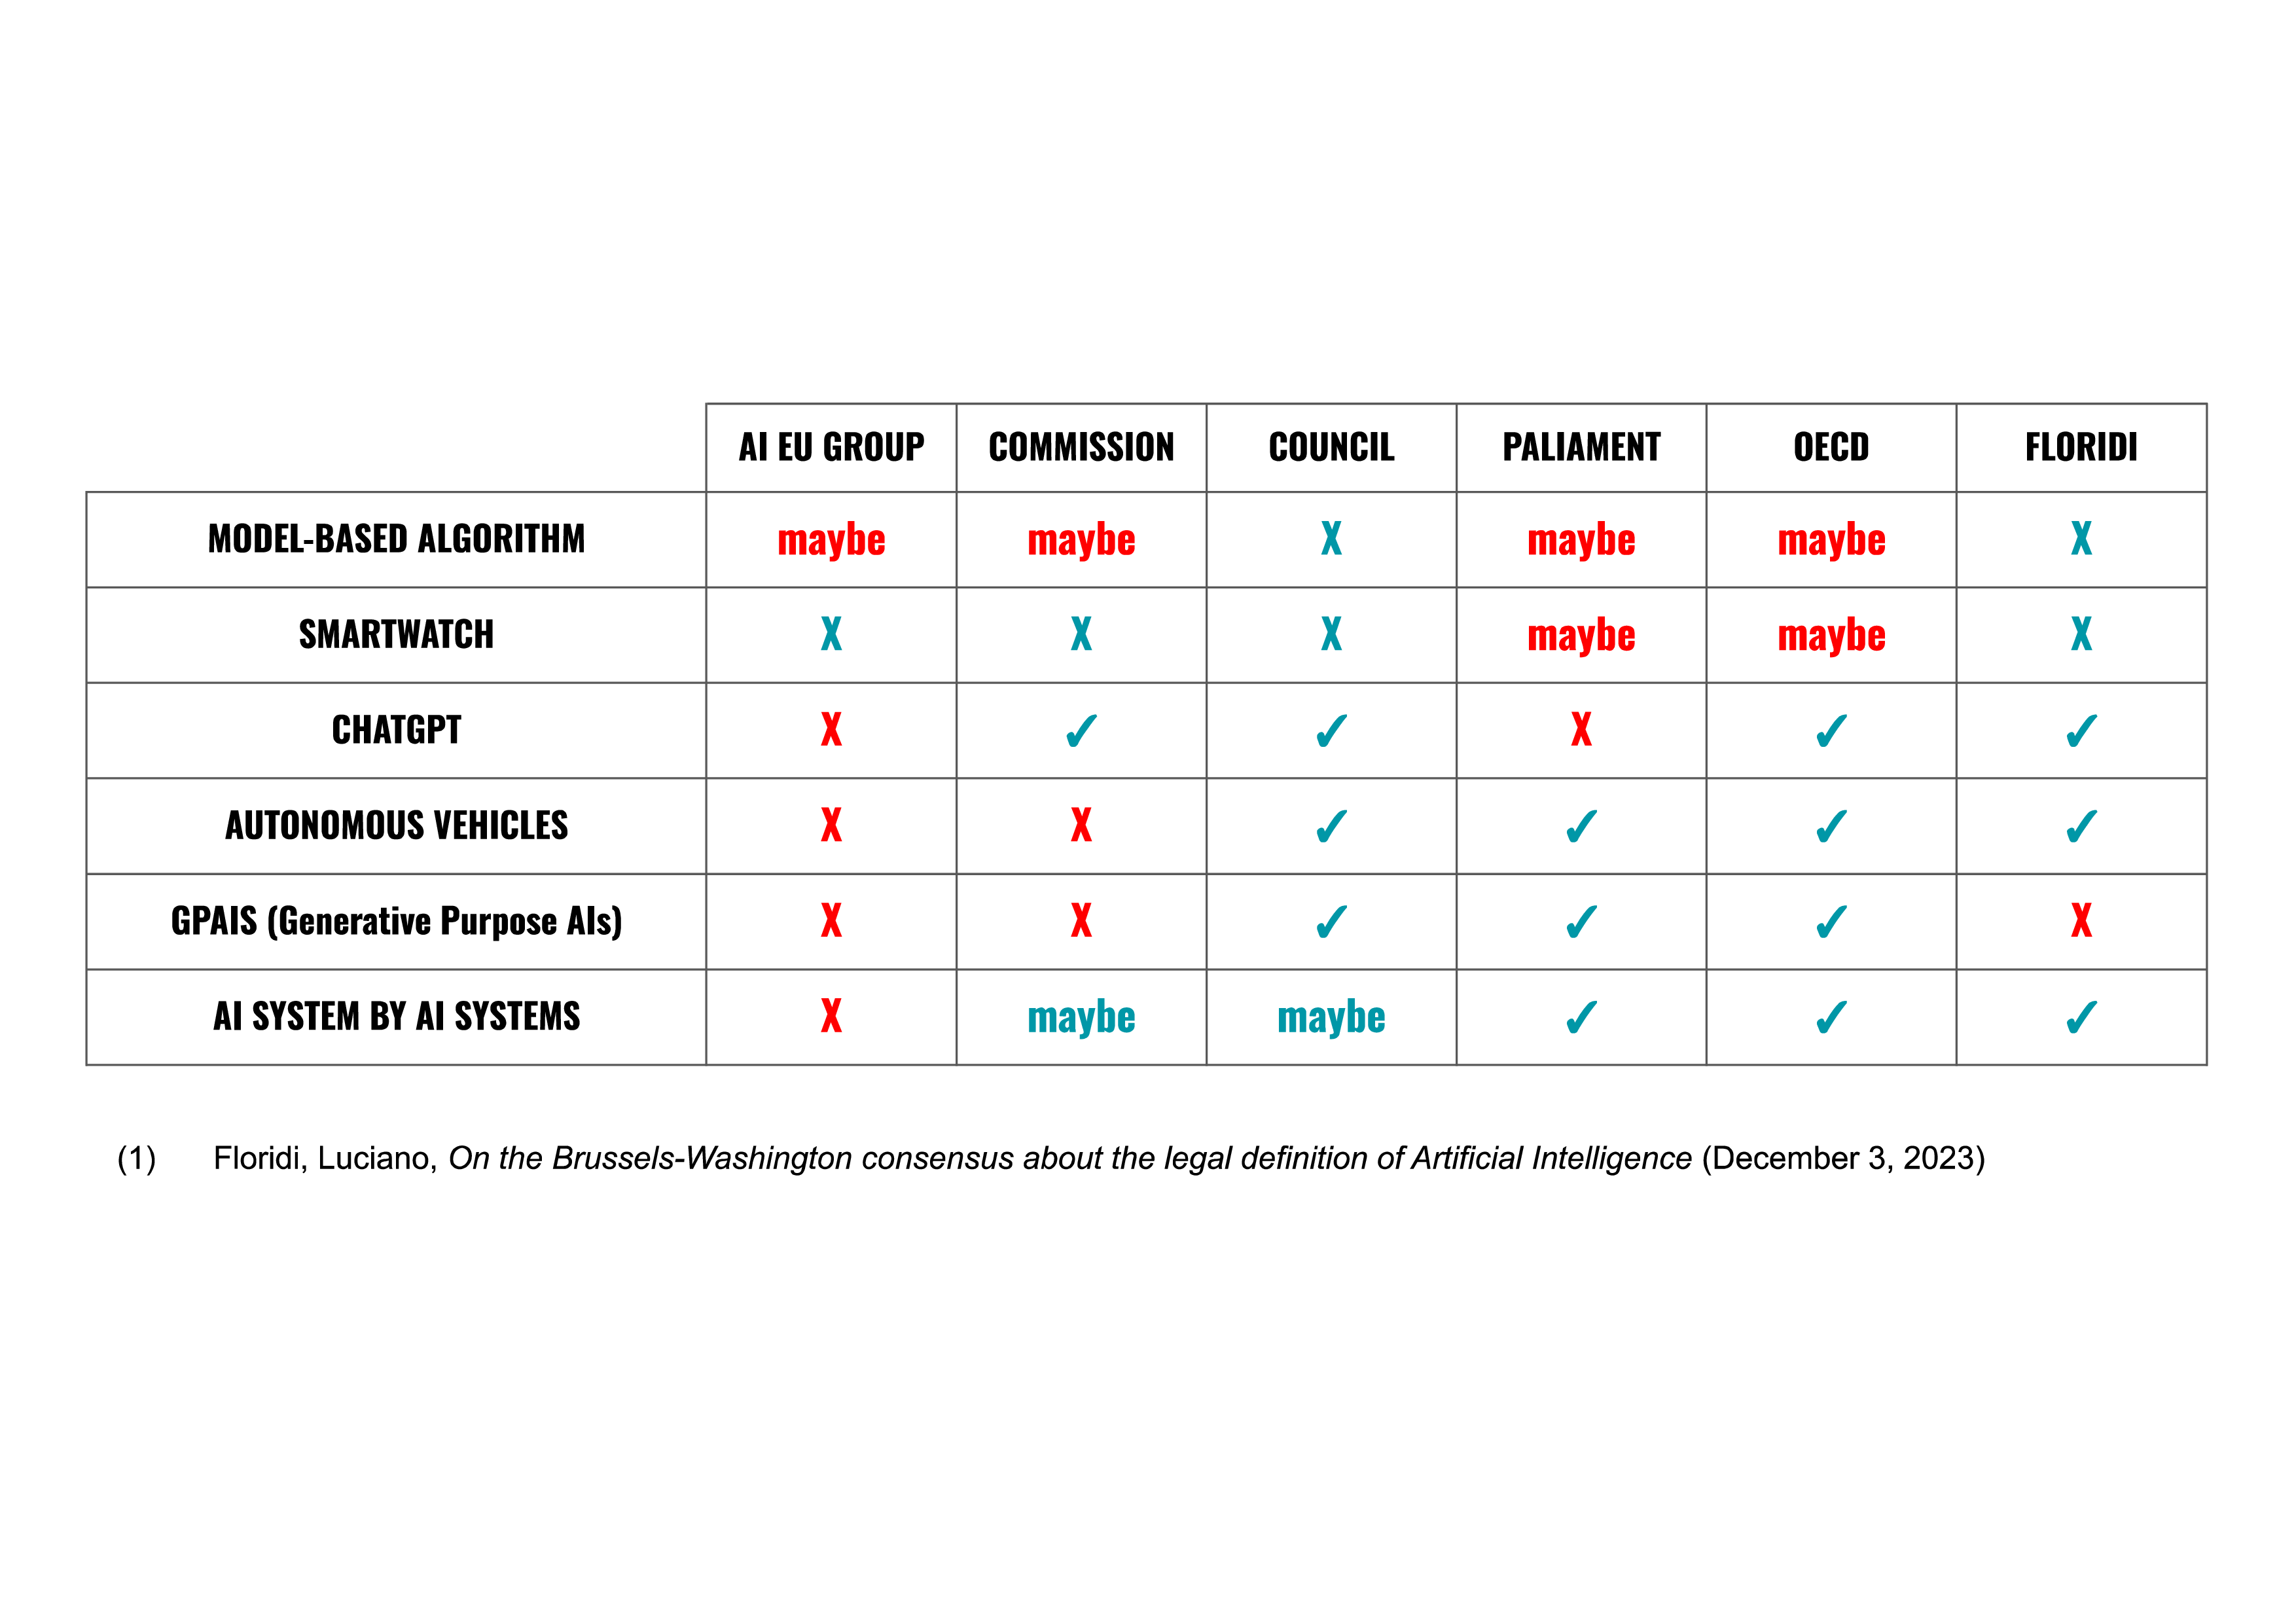 AI EU GROUP COMMISSION COUNCIL PALIAMENT OECD FLORIDI
MODEL-BASED ALGORITHM maybe maybe X maybe maybe X
SMARTWATCH X X X maybe maybe X
CHATGPT X ✓ ✓ X ✓ ✓
AUTONOMOUS VEHICLES X X ✓ ✓ ✓ ✓
GPAIS (Generative Purpose AIs) X X ✓ ✓ ✓ X
AI SYSTEM BY AI SYSTEMS X maybe maybe ✓ ✓ ✓
(1) Floridi, Luciano, On the Brussels-Washington consensus about the legal definition of Artificial Intelligence (December 3, 2023)